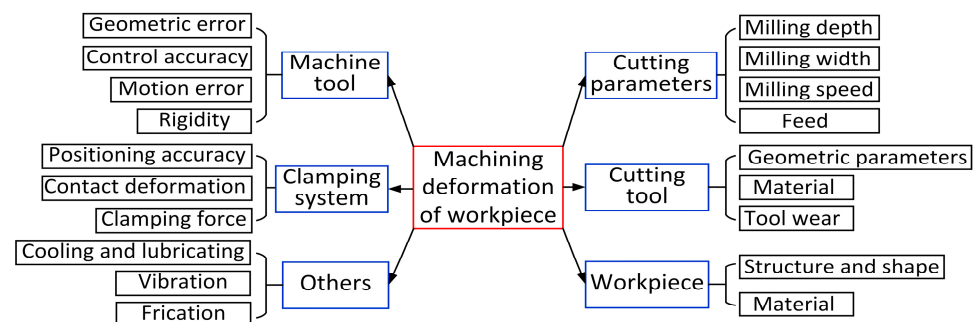 Geometric error
Control accuracy
Motion error
Rigidity
Machine
tool
Positioning accuracy
Contact deformation
Clamping force
Clamping
system
Cooling and lubricating
Vibration
Frication
Others
Machining
deformation
of workpiece
Cutting
parameters
Milling depth
Milling width
Milling speed
Feed
Cutting
tool
Geometric parameters
Material
Tool wear
Workpiece
Structure and shape
Material